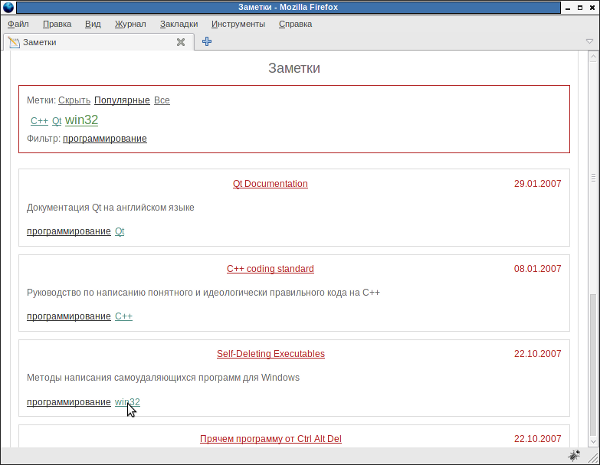 Заметки - Mozilla Firefox
Файл Правка Вид Журнал Закладки Инструменты Справка
Заметки
Заметки
Метки: Скрыть Популярные Все
C++ Qt win32
Фильтр: программирование
Qt Documentation 29.01.2007
Документация Qt на английском языке
программирование Qt
C++ coding standard 08.01.2007
Руководство по написанию понятного и идеологически правильного кода на C++
программирование C++
Self-Deleting Executables 22.10.2007
Методы написания самоудаляющихся программ для Windows
программирование win32
Прячем программу от Ctrl Alt Del 22.10.2007